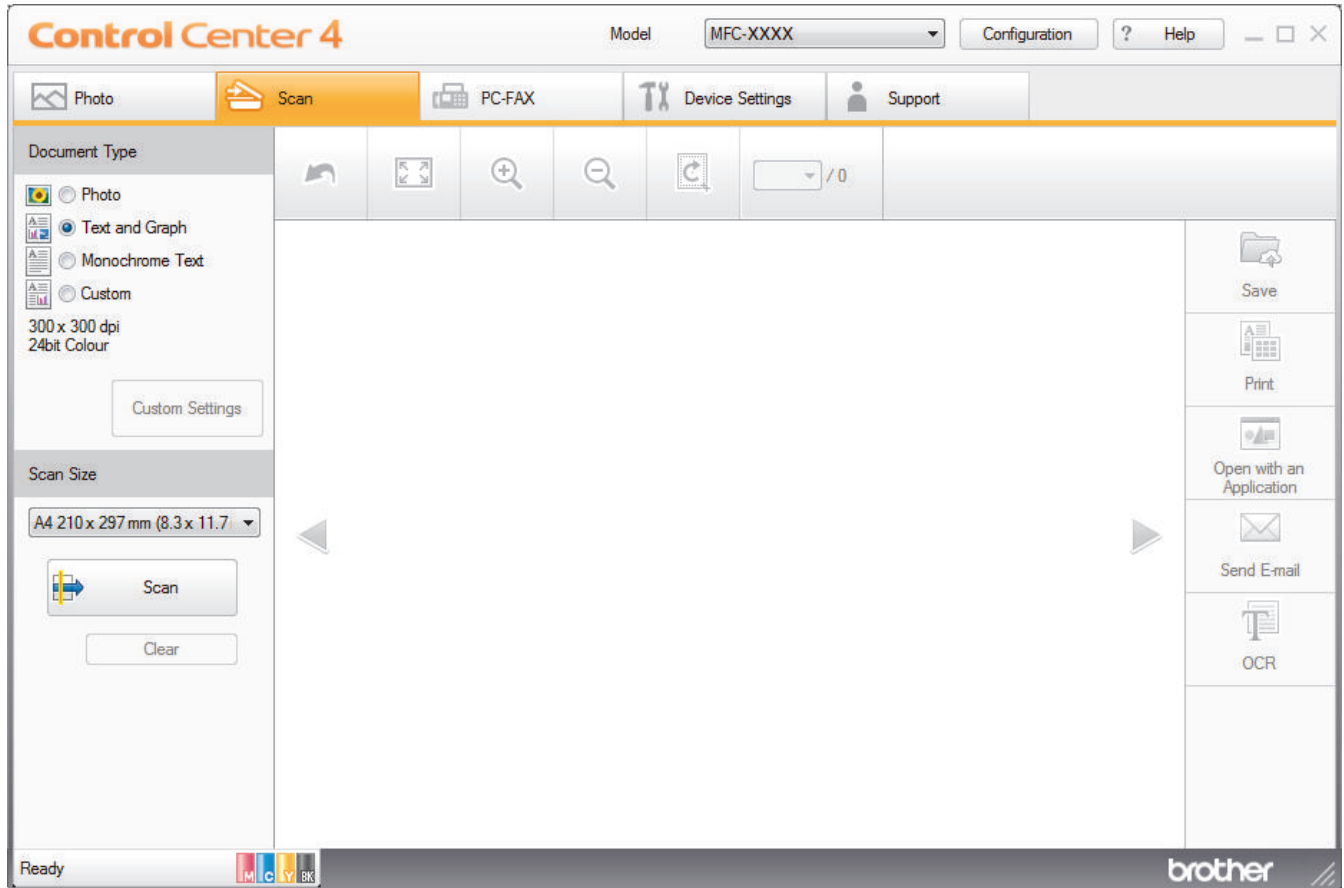 Control Center 4
Model
MFC-XXXX
Configuration
? Help
Photo
Scan
PC-FAX
Device Settings
Support
Document Type
/ 0
Photo
Text and Graph
Monochrome Text
Custom
300 x 300 dpi
24bit Colour
Custom Settings
Scan Size
A4 210 x 297 mm (8.3 x 11.7
Scan
Clear
Save
Print
Open with an
Application
Send E-mail
OCR
Ready
M C Y BK
brother